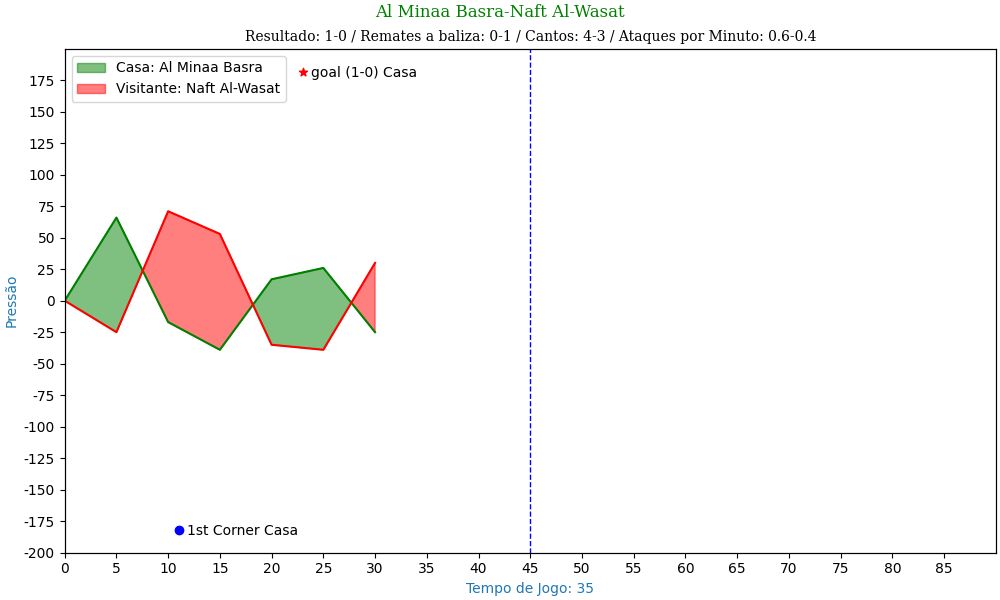 Al Minaa Basra-Naft Al-Wasat
Resultado: 1-0 / Remates a baliza: 0-1 / Cantos: 4-3 / Ataques por Minuto: 0.6-0.4
Casa: Al Minaa Basra
Visitante: Naft Al-Wasat
goal (1-0) Casa
175
150
125
100
75
50
25
0
-25
-50
-75
-100
-125
-150
-175
-200
Pressão
1st Corner Casa
0 5 10 15 20 25 30 35 40 45 50 55 60 65 70 75 80 85
Tempo de Jogo: 35